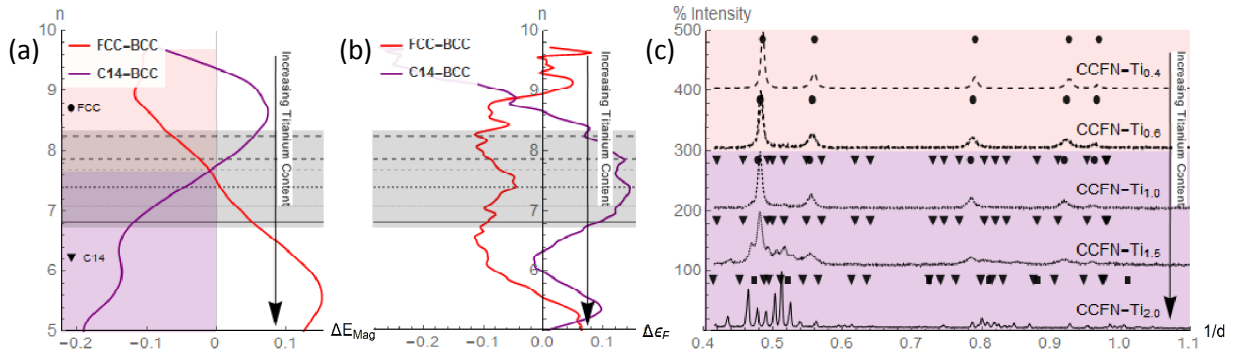 (a)
n
10
9
8
7
6
5
FCC-BCC
C14-BCC
FCC
C14
Increasing Titanium Content
-0.2
-0.1
0
0.1
ΔE_Mag
(b)
n
10
9
8
7
6
5
FCC-BCC
C14-BCC
Increasing Titanium Content
-0.2
-0.1
0.0
0.1
Δϵ_F
(c)
% Intensity
500
400
300
200
100
CCFN-Ti0.4
CCFN-Ti0.6
CCFN-Ti1.0
CCFN-Ti1.5
CCFN-Ti2.0
Increasing Titanium Content
0.4
0.5
0.6
0.7
0.8
0.9
1.0
1.1
1/d